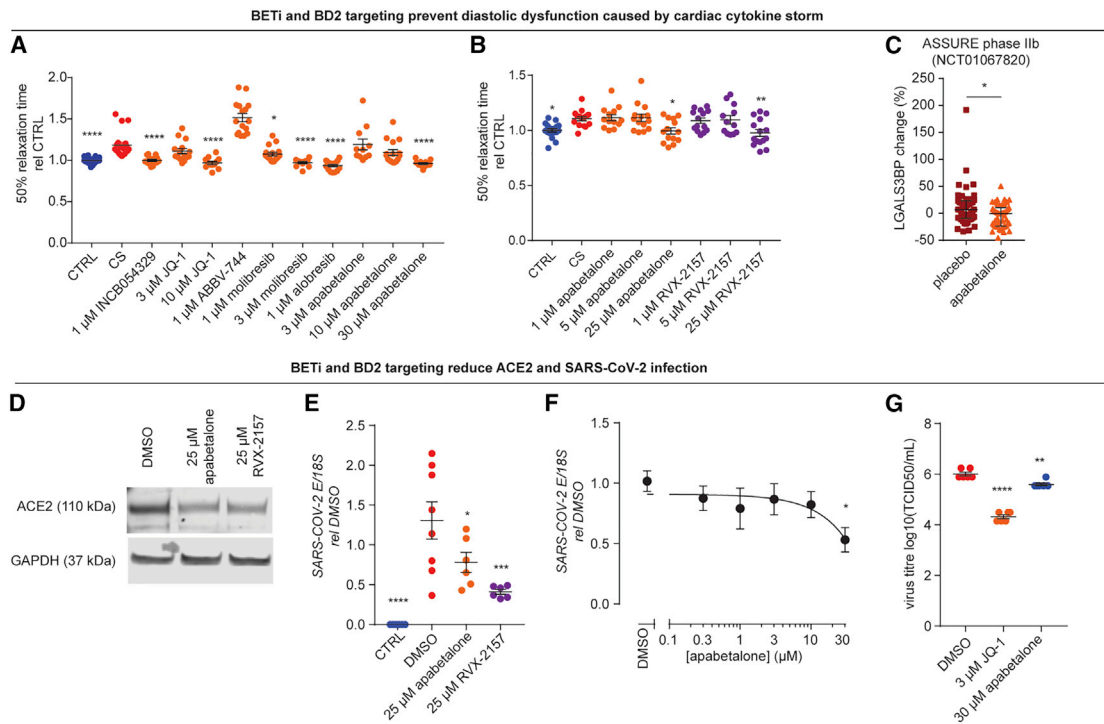 BETi and BD2 targeting prevent diastolic dysfunction caused by cardiac cytokine storm
A
50% relaxation time
rel CTRL
2.0
1.5
1.0
0.5
0.0
****
****
****
*
****
****
****
CTRL
CS
1 µM INCB054329
3 µM JQ-1
10 µM JQ-1
1 µM ABBV-744
1 µM molibresib
3 µM molibresib
1 µM alobresib
3 µM apabetalone
10 µM apabetalone
30 µM apabetalone
B
50% relaxation time
rel CTRL
1.5
1.0
0.5
0.0
*
*
**
CTRL
CS
1 µM apabetalone
5 µM apabetalone
25 µM apabetalone
1 µM RVX-2157
5 µM RVX-2157
25 µM RVX-2157
C
ASSURE phase IIb
(NCT01067820)
LGALS3BP change (%)
250
200
150
100
50
0
-50
*
placebo
apabetalone
BETi and BD2 targeting reduce ACE2 and SARS-CoV-2 infection
D
DMSO
25 µM
apabetalone
25 µM
RVX-2157
ACE2 (110 kDa)
GAPDH (37 kDa)
E
SARS-COV-2 E/18S
rel DMSO
2.5
2.0
1.5
1.0
0.5
0.0
****
*
***
CTRL
DMSO
25 µM apabetalone
25 µM RVX-2157
F
SARS-COV-2 E/18S
rel DMSO
1.5
1.0
0.5
0.0
*
DMSO
0.1
0.3
1
3
10
30
[apabetalone] (µM)
G
virus titre log10(TCID50/mL)
8
6
4
2
0
****
**
DMSO
3 µM JQ-1
30 µM apabetalone